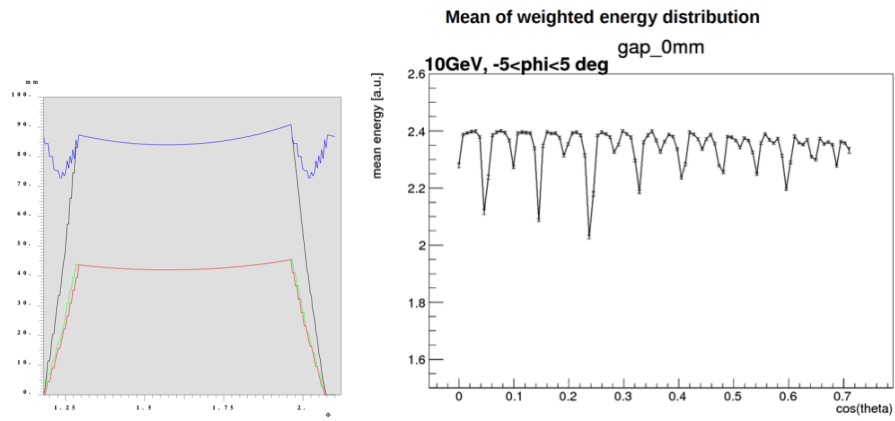 Mean of weighted energy distribution
gap_0mm
10GeV, -5<phi<5 deg
mm
100.
90.
80.
70.
60.
50.
40.
30.
20.
10.
0.
1.25 1.5 1.75 2.
Φ
mean energy [a.u.]
2.6
2.4
2.2
2
1.8
1.6
0 0.1 0.2 0.3 0.4 0.5 0.6 0.7
cos(theta)